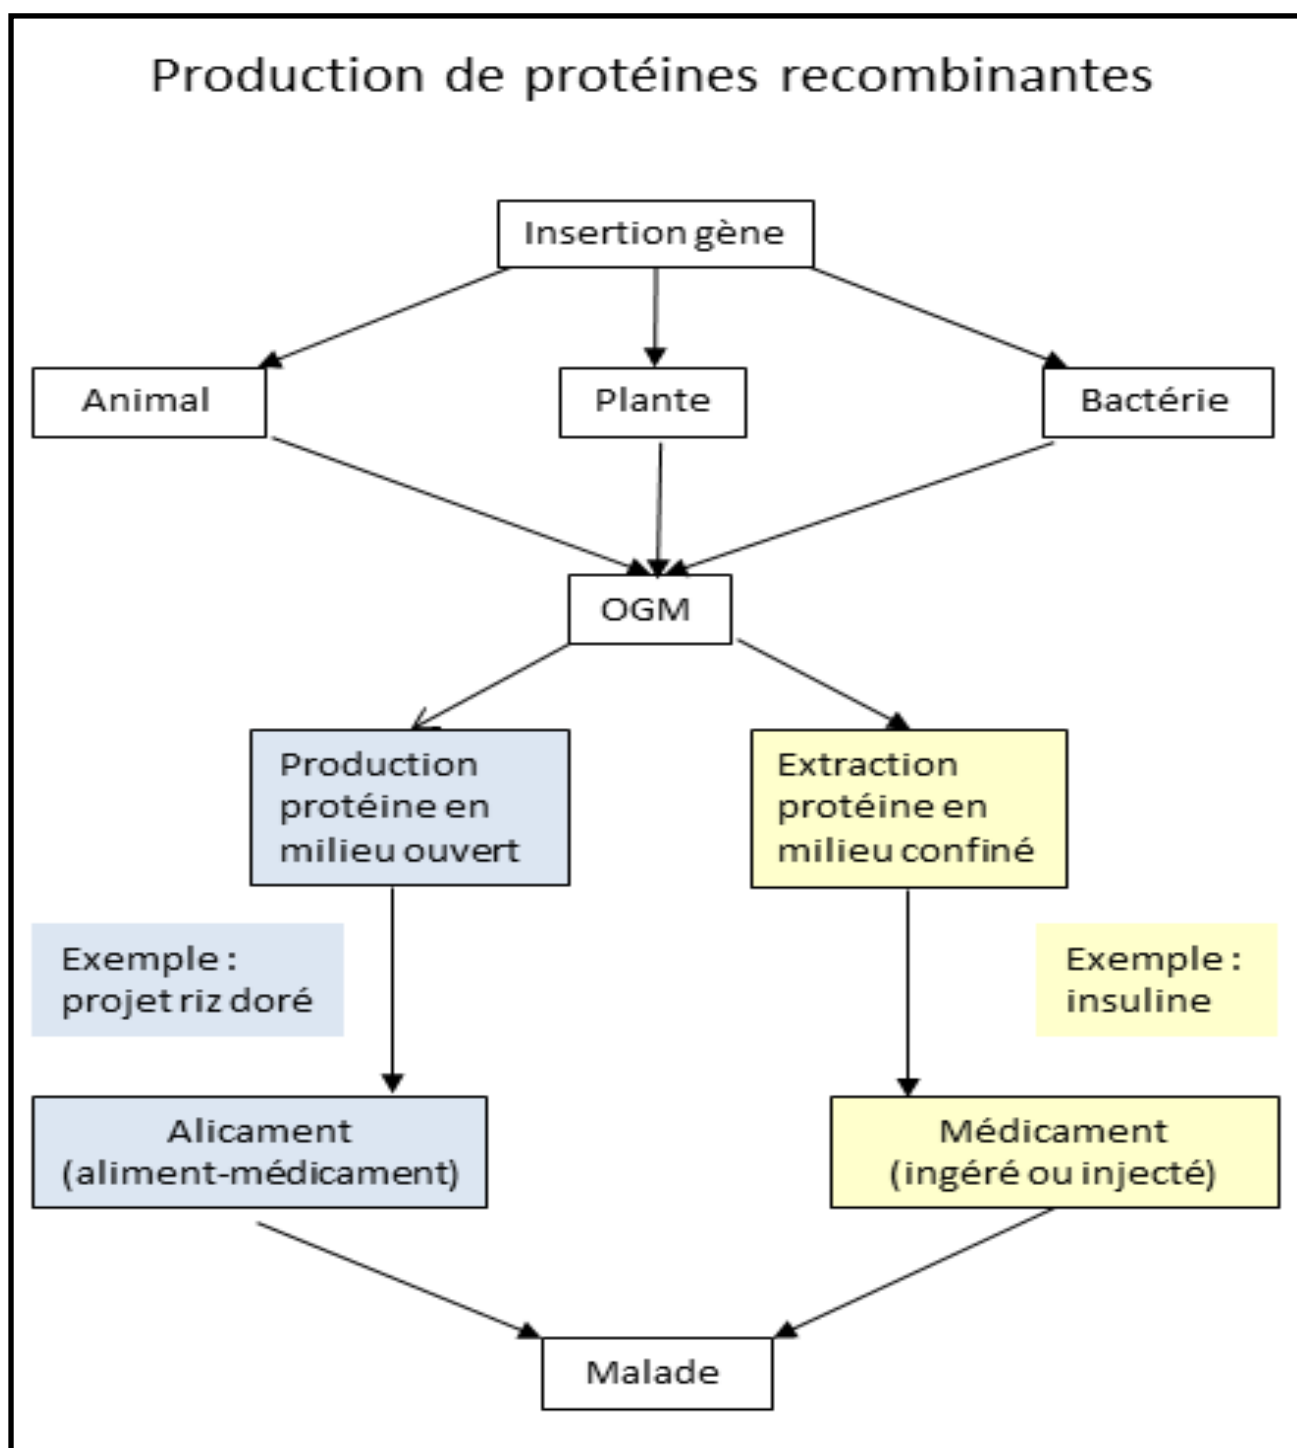 Production de protéines recombinantes
Insertion gène
Animal
Plante
Bactérie
OGM
Production
protéine en
milieu ouvert
Extraction
protéine en
milieu confiné
Exemple :
projet riz doré
Exemple :
insuline
Alicament
(aliment-médicament)
Médicament
(ingéré ou injecté)
Malade